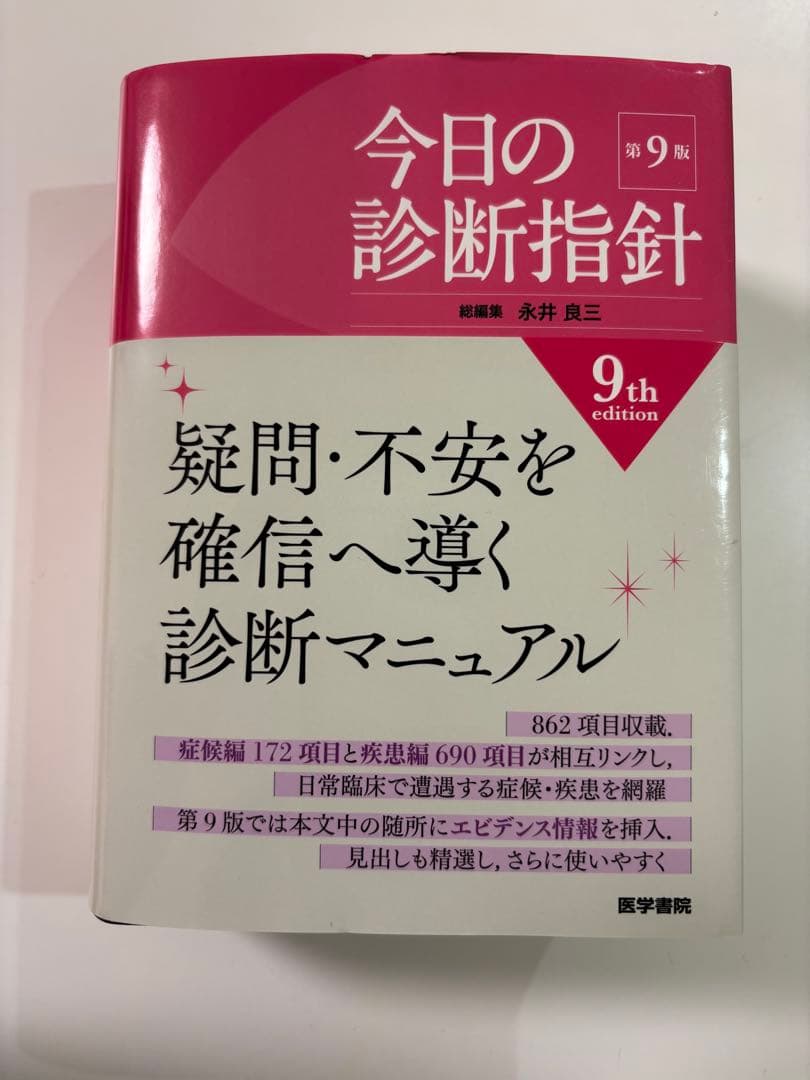 今日の
診断指針
第9版
総編集 永井良三
9th
edition
疑問・不安を
確信へ導く
診断マニュアル
862項目収載.
症候編172項目と疾患編690項目が相互リンクし,
日常臨床で遭遇する症候・疾患を網羅
第9版では本文中の随所にエビデンス情報を挿入.
見出しも精選し,さらに使いやすく
医学書院